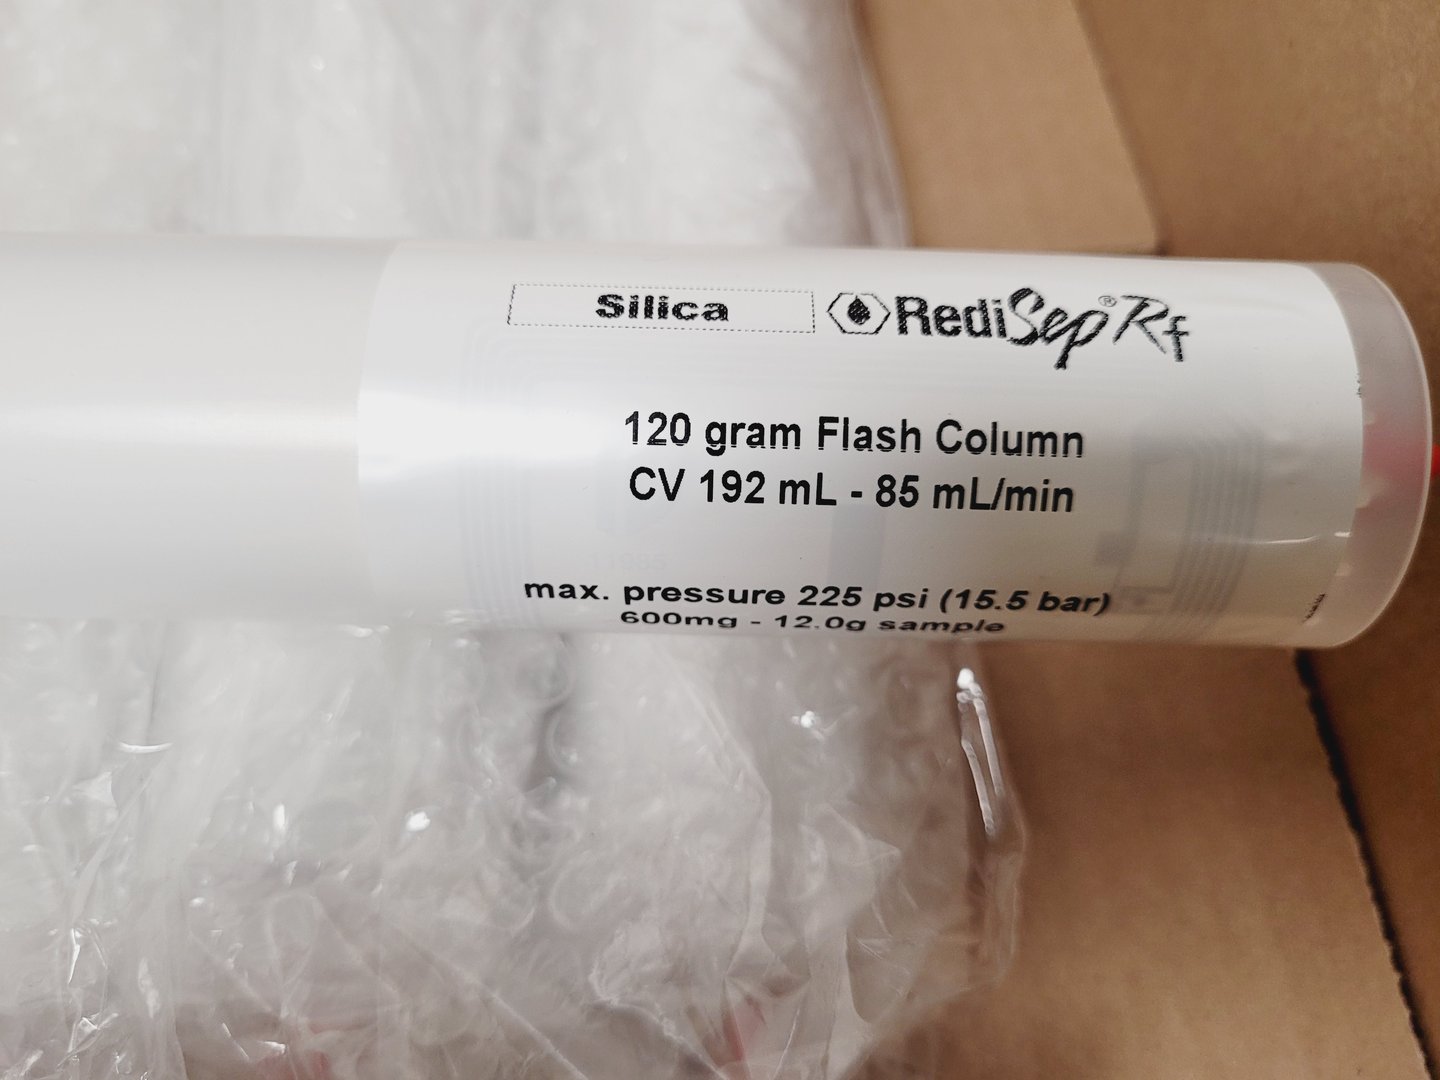 Silica RediSep® Rf
120 gram Flash Column
CV 192 mL - 85 mL/min
max. pressure 225 psi (15.5 bar)
600mg - 12.0g sample